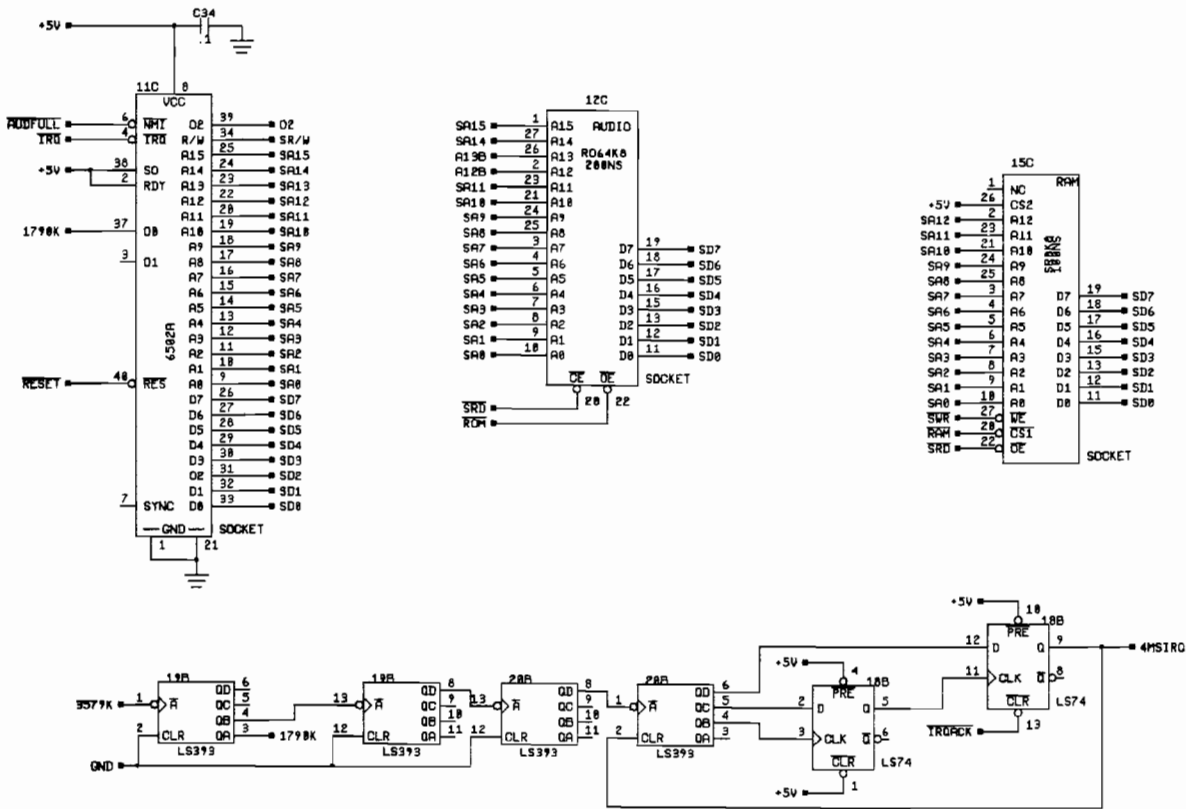 C34
+5V
.1
11C 8
VCC
AUDFULL 6 NMI O2 39 O2
IRQ 4 IRQ R/W 34 SR/W
A15 25 SA15
+5V 38 SO A14 24 SA14
2 RDY A13 23 SA13
A12 22 SA12
A11 20 SA11
1790K 37 O0 A10 19 SA10
A9 18 SA9
3 O1 A8 17 SA8
A7 16 SA7
A6 15 SA6
A5 14 SA5
A4 13 SA4
A3 12 SA3
6502A
A2 11 SA2
A1 10 SA1
RESET 40 RES A0 9 SA0
D7 26 SD7
D6 27 SD6
D5 28 SD5
D4 29 SD4
D3 30 SD3
O2 31 SD2
D1 32 SD1
7 SYNC D0 33 SD0
GND SOCKET
1 21
12C
SA15 1 A15 AUDIO
SA14 27 A14
A13B 26 A13 RO64K8
A12B 2 A12 200NS
SA11 23 A11
SA10 21 A10
SA9 24 A9
SA8 25 A8
SA7 3 A7 D7 19 SD7
SA6 4 A6 D6 18 SD6
SA5 5 A5 D5 17 SD5
SA4 6 A4 D4 16 SD4
SA3 7 A3 D3 15 SD3
SA2 8 A2 D2 13 SD2
SA1 9 A1 D1 12 SD1
SA0 10 A0 D0 11 SD0
CE OE SOCKET
SRD 20 22
ROM
15C
1 NC RAM
+5V 26 CS2
SA12 2 A12
SA11 23 A11
SA10 21 A10
SA9 24 A9
SA8 25 A8
SR8K8
100NS
SA7 3 A7 D7 19 SD7
SA6 4 A6 D6 18 SD6
SA5 5 A5 D5 17 SD5
SA4 6 A4 D4 16 SD4
SA3 7 A3 D3 15 SD3
SA2 8 A2 D2 13 SD2
SA1 9 A1 D1 12 SD1
SA0 10 A0 D0 11 SD0
SWR 27 WE
RAM 20 CS1
SRD 22 OE
SOCKET
19B
3579K 1 A QD 6
QC 5
QB 4
2 CLR QA 3 1790K
LS393
GND
19B
13 A QD 8
QC 9
QB 10
12 CLR QA 11
LS393
20B
13 A QD 8
QC 9
QB 10
12 CLR QA 11
LS393
20B
1 A QD 6
QC 5
QB 4
2 CLR QA 3
LS393
+5V 4 18B
PRE
2 D Q 5
3 CLK Q 6
CLR LS74
+5V 1
+5V 10 18B
PRE
12 D Q 9 4MSIRQ
11 CLK Q 8
CLR LS74
IRQACK 13